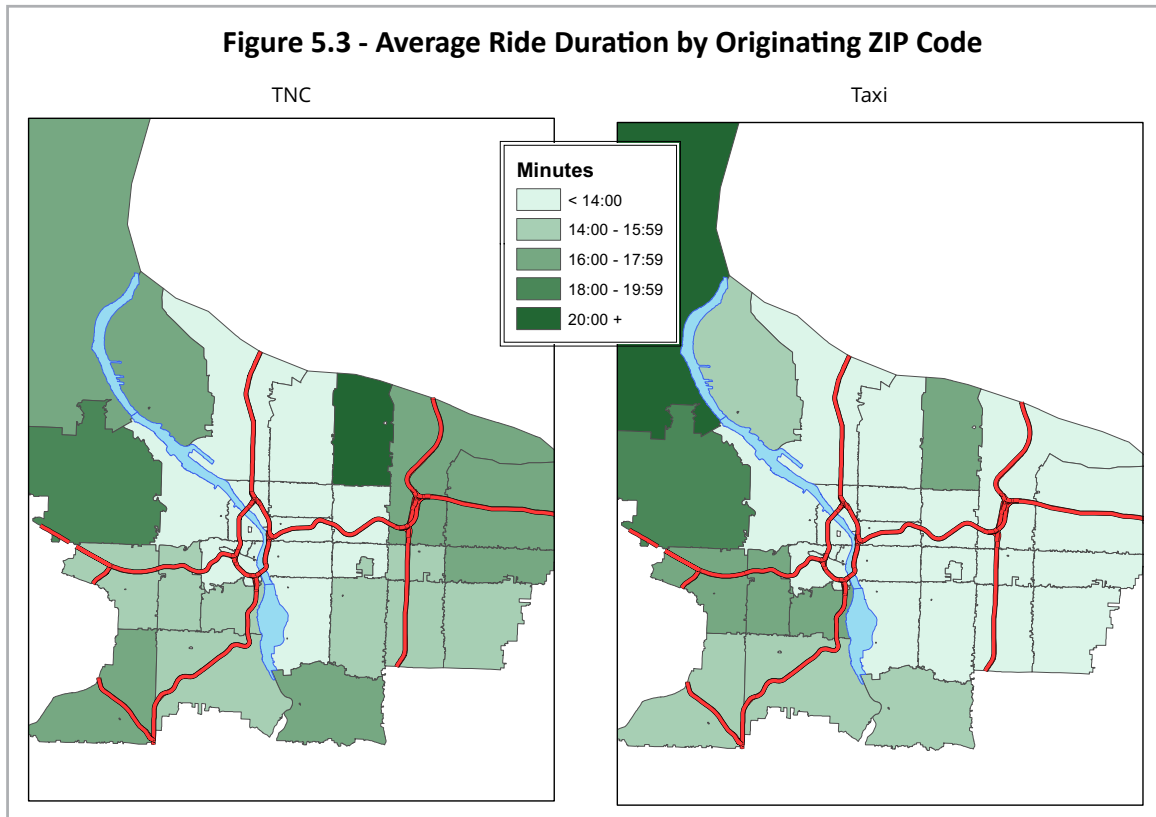 Figure 5.3 - Average Ride Duration by Originating ZIP Code
TNC
Taxi
Minutes
< 14:00
14:00 - 15:59
16:00 - 17:59
18:00 - 19:59
20:00 +